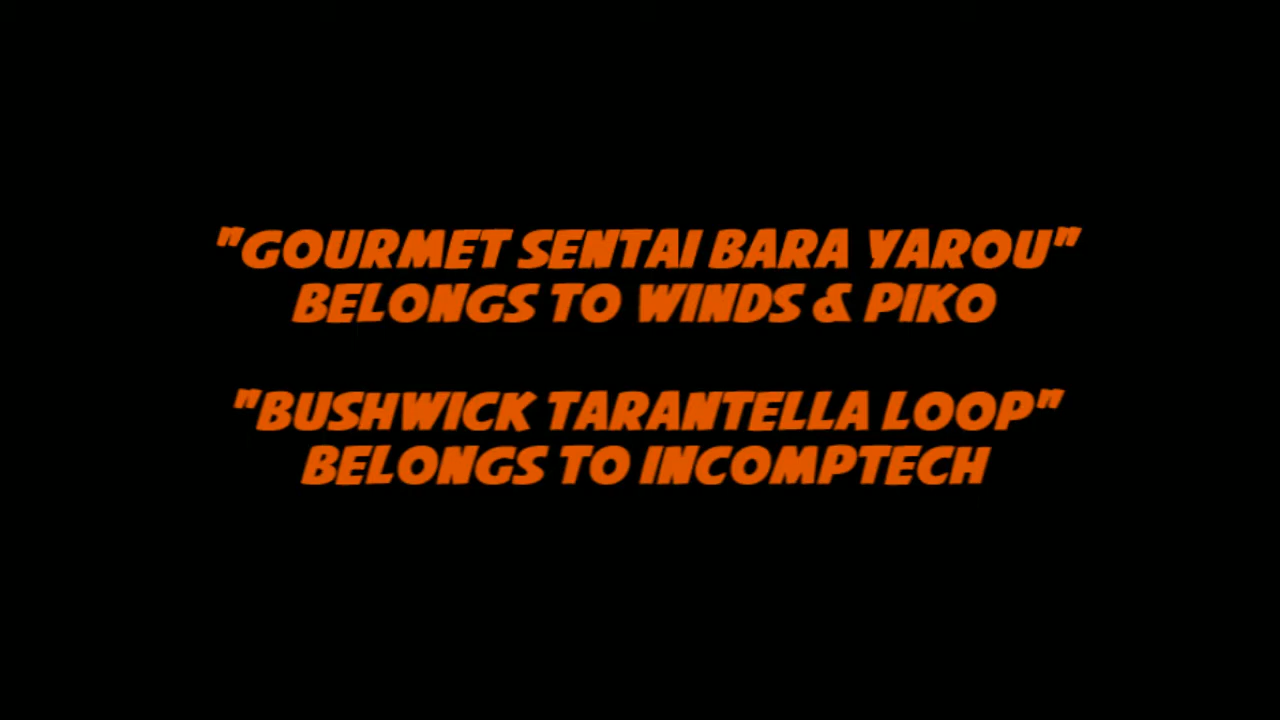 "GOURMET SENTAI BARA YAROU"
BELONGS TO WINDS & PIKO
"BUSHWICK TARANTELLA LOOP"
BELONGS TO INCOMPTECH